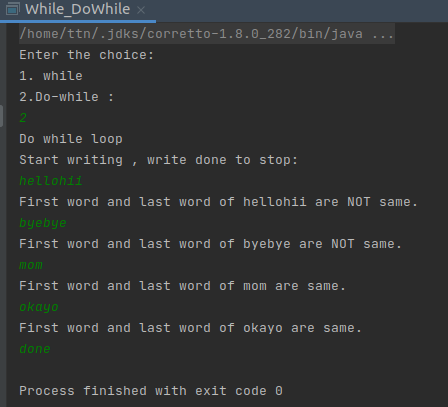 While_DoWhile ×
/home/ttn/.jdks/corretto-1.8.0_282/bin/java ...
Enter the choice:
1. while
2.Do-while :
2
Do while loop
Start writing , write done to stop:
hellohii
First word and last word of hellohii are NOT same.
byebye
First word and last word of byebye are NOT same.
mom
First word and last word of mom are same.
okayo
First word and last word of okayo are same.
done
Process finished with exit code 0